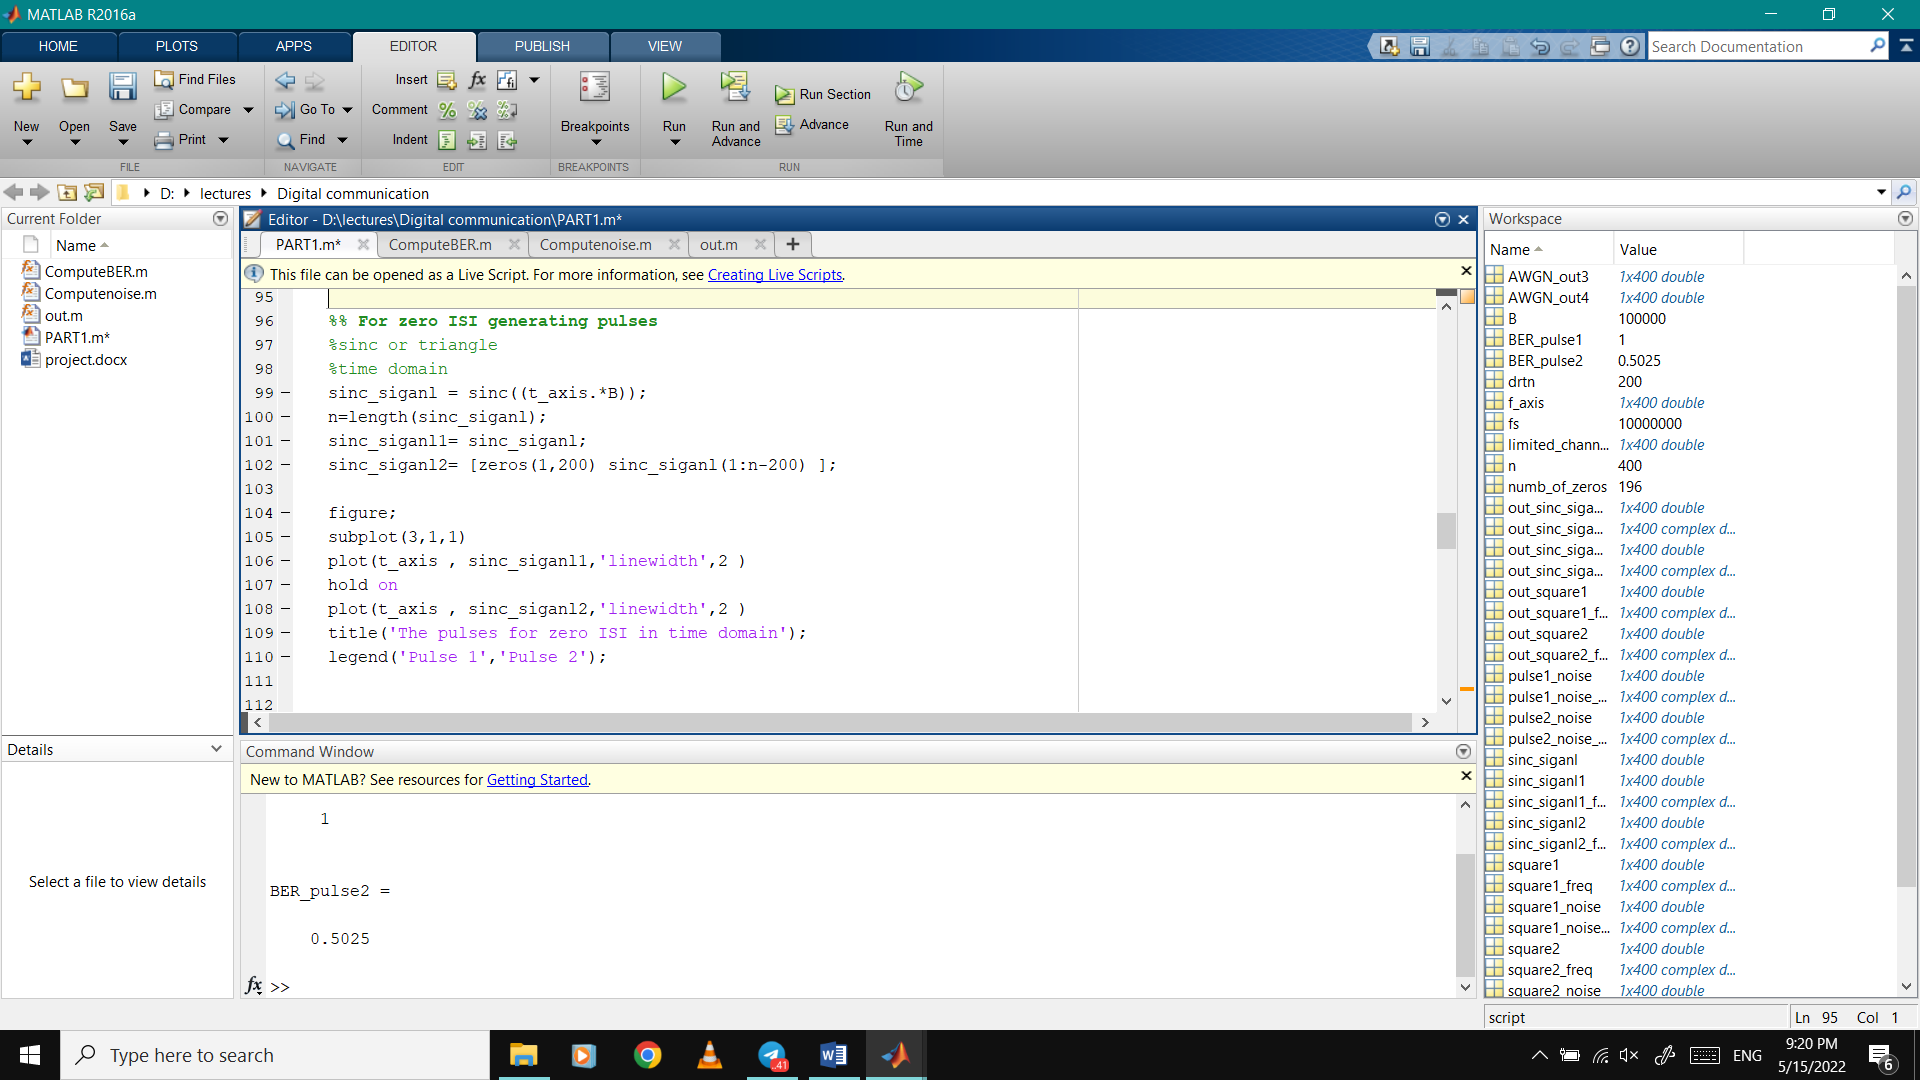 MATLAB R2016a
HOME PLOTS APPS EDITOR PUBLISH VIEW
Search Documentation
New Open Save Find Files Compare Print
Go To Find
Insert fx
Comment
Indent
Breakpoints
Run Run and Advance Run Section Advance Run and Time
FILE NAVIGATE EDIT BREAKPOINTS RUN
D: lectures Digital communication
Current Folder
Name
ComputeBER.m
Computenoise.m
out.m
PART1.m*
project.docx
Details
Select a file to view details
Editor - D:\lectures\Digital communication\PART1.m*
PART1.m* ComputeBER.m Computenoise.m out.m
This file can be opened as a Live Script. For more information, see Creating Live Scripts.
95
96 %% For zero ISI generating pulses
97 %sinc or triangle
98 %time domain
99 – sinc_siganl = sinc((t_axis.*B));
100 – n=length(sinc_siganl);
101 – sinc_siganl1= sinc_siganl;
102 – sinc_siganl2= [zeros(1,200) sinc_siganl(1:n-200) ];
103
104 – figure;
105 – subplot(3,1,1)
106 – plot(t_axis , sinc_siganl1,'linewidth',2 )
107 – hold on
108 – plot(t_axis , sinc_siganl2,'linewidth',2 )
109 – title('The pulses for zero ISI in time domain');
110 – legend('Pulse 1','Pulse 2');
111
112
Command Window
New to MATLAB? See resources for Getting Started.
1
BER_pulse2 =
0.5025
fx >>
Workspace
Name Value
AWGN_out3 1x400 double
AWGN_out4 1x400 double
B 100000
BER_pulse1 1
BER_pulse2 0.5025
drtn 200
f_axis 1x400 double
fs 10000000
limited_chann... 1x400 double
n 400
numb_of_zeros 196
out_sinc_siga... 1x400 double
out_sinc_siga... 1x400 complex d...
out_sinc_siga... 1x400 double
out_sinc_siga... 1x400 complex d...
out_square1 1x400 double
out_square1_f... 1x400 complex d...
out_square2 1x400 double
out_square2_f... 1x400 complex d...
pulse1_noise 1x400 double
pulse1_noise_... 1x400 complex d...
pulse2_noise 1x400 double
pulse2_noise_... 1x400 complex d...
sinc_siganl 1x400 double
sinc_siganl1 1x400 double
sinc_siganl1_f... 1x400 complex d...
sinc_siganl2 1x400 double
sinc_siganl2_f... 1x400 complex d...
square1 1x400 double
square1_freq 1x400 complex d...
square1_noise 1x400 double
square1_noise... 1x400 complex d...
square2 1x400 double
square2_freq 1x400 complex d...
square2_noise 1x400 double
script Ln 95 Col 1
Type here to search
41
W
ENG
9:20 PM
5/15/2022
6